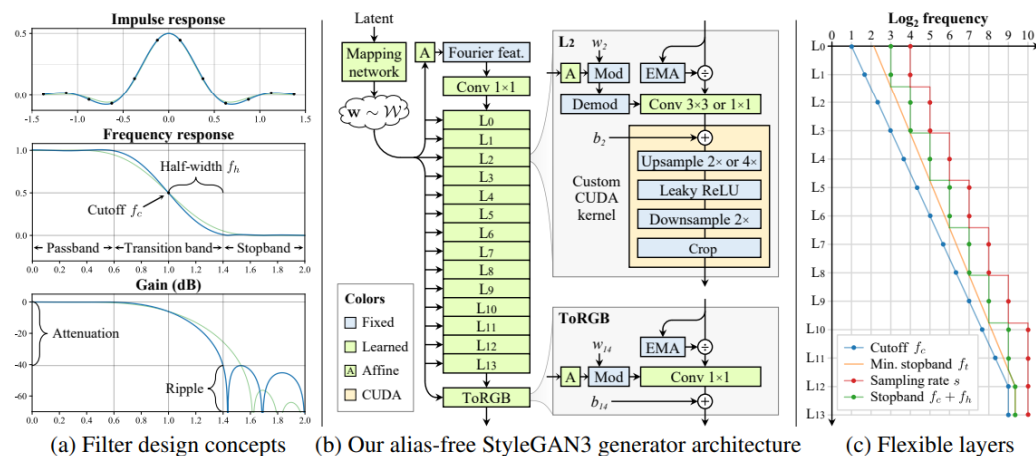 Impulse response
0.5
0.0
-1.5 -1.0 -0.5 0.0 0.5 1.0 1.5
Frequency response
1.0
0.5
0.0
Half-width fh
Cutoff fc
Passband Transition band Stopband
0.0 0.2 0.4 0.6 0.8 1.0 1.2 1.4 1.6 1.8 2.0
Gain (dB)
0
-20
-40
-60
Attenuation
Ripple
0.0 0.2 0.4 0.6 0.8 1.0 1.2 1.4 1.6 1.8 2.0
(a) Filter design concepts
Latent
Mapping
network
w ∼ W
A
Fourier feat.
Conv 1×1
L0
L1
L2
L3
L4
L5
L6
L7
L8
L9
L10
L11
L12
L13
ToRGB
Colors
Fixed
Learned
A Affine
CUDA
L2
w2
A Mod EMA ÷
Demod Conv 3×3 or 1×1
b2 +
Custom
CUDA
kernel
Upsample 2× or 4×
Leaky ReLU
Downsample 2×
Crop
ToRGB
w14
EMA ÷
A Mod Conv 1×1
b14 +
(b) Our alias-free StyleGAN3 generator architecture
Log2 frequency
0 1 2 3 4 5 6 7 8 9 10
L0
L1
L2
L3
L4
L5
L6
L7
L8
L9
L10
L11
L12
L13
Cutoff fc
Min. stopband ft
Sampling rate s
Stopband fc + fh
(c) Flexible layers